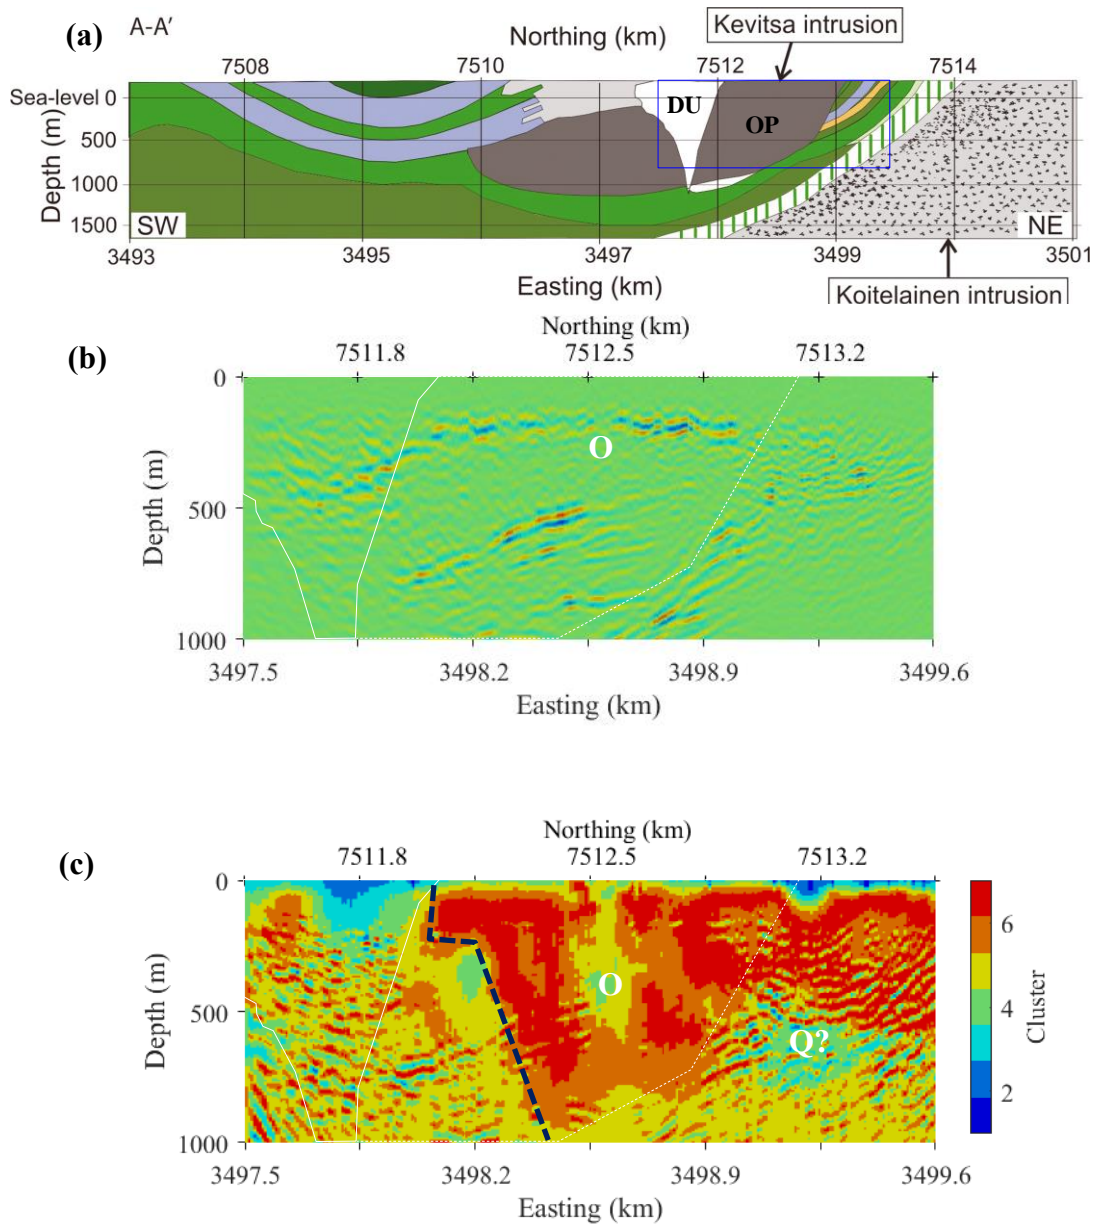 (a)
A-A'
Northing (km)
Kevitsa intrusion
7508 7510 7512 7514
Sea-level 0
DU
OP
500
1000
1500
Depth (m)
SW
NE
3493 3495 3497 3499 3501
Easting (km)
Koitelainen intrusion
(b)
Northing (km)
7511.8 7512.5 7513.2
0
O
500
1000
Depth (m)
3497.5 3498.2 3498.9 3499.6
Easting (km)
(c)
Northing (km)
7511.8 7512.5 7513.2
0
O
Q?
500
1000
Depth (m)
6
4
2
Cluster
3497.5 3498.2 3498.9 3499.6
Easting (km)